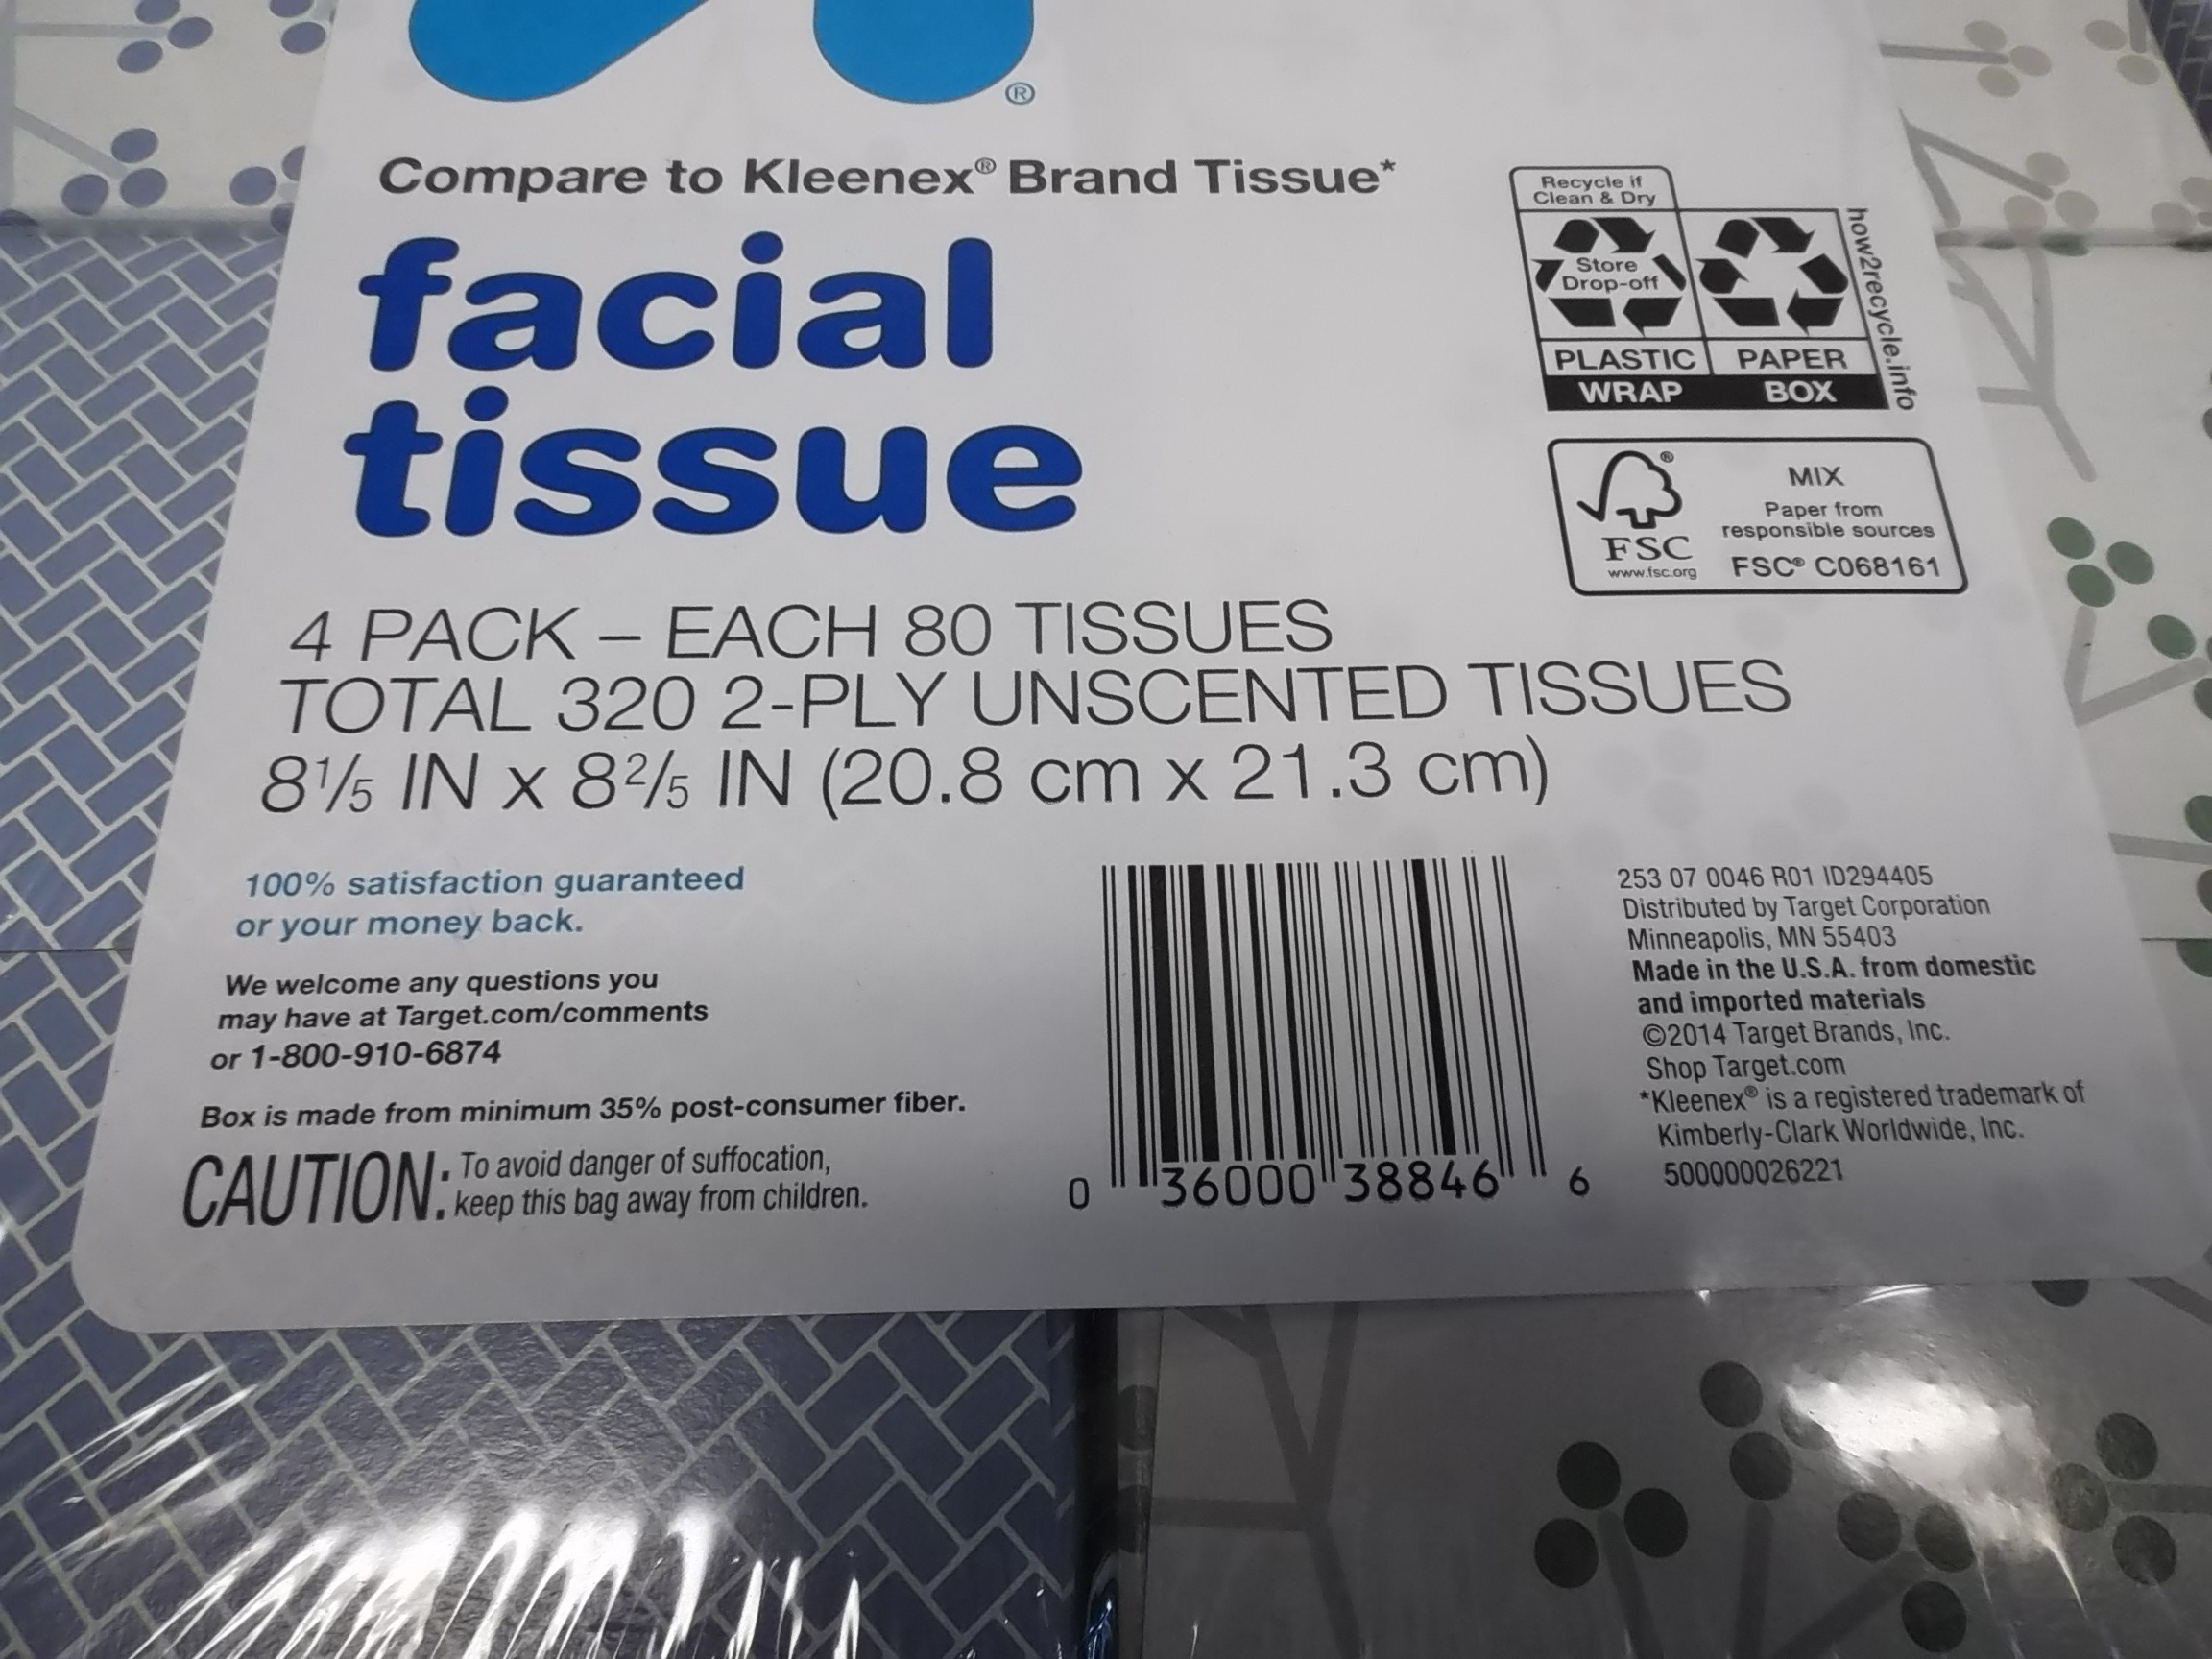 ®
Compare to Kleenex® Brand Tissue*
facial
tissue
Recycle if
Clean & Dry
Store
Drop-off
PLASTIC
PAPER
WRAP
BOX
how2recycle.info
®
FSC
www.fsc.org
MIX
Paper from
responsible sources
FSC® C068161
4 PACK – EACH 80 TISSUES
TOTAL 320 2-PLY UNSCENTED TISSUES
8⅕ IN x 8⅖ IN (20.8 cm x 21.3 cm)
100% satisfaction guaranteed
or your money back.
We welcome any questions you
may have at Target.com/comments
or 1-800-910-6874
Box is made from minimum 35% post-consumer fiber.
CAUTION: To avoid danger of suffocation,
keep this bag away from children.
0 36000 38846 6
253 07 0046 R01 ID294405
Distributed by Target Corporation
Minneapolis, MN 55403
Made in the U.S.A. from domestic
and imported materials
©2014 Target Brands, Inc.
Shop Target.com
*Kleenex® is a registered trademark of
Kimberly-Clark Worldwide, Inc.
500000026221